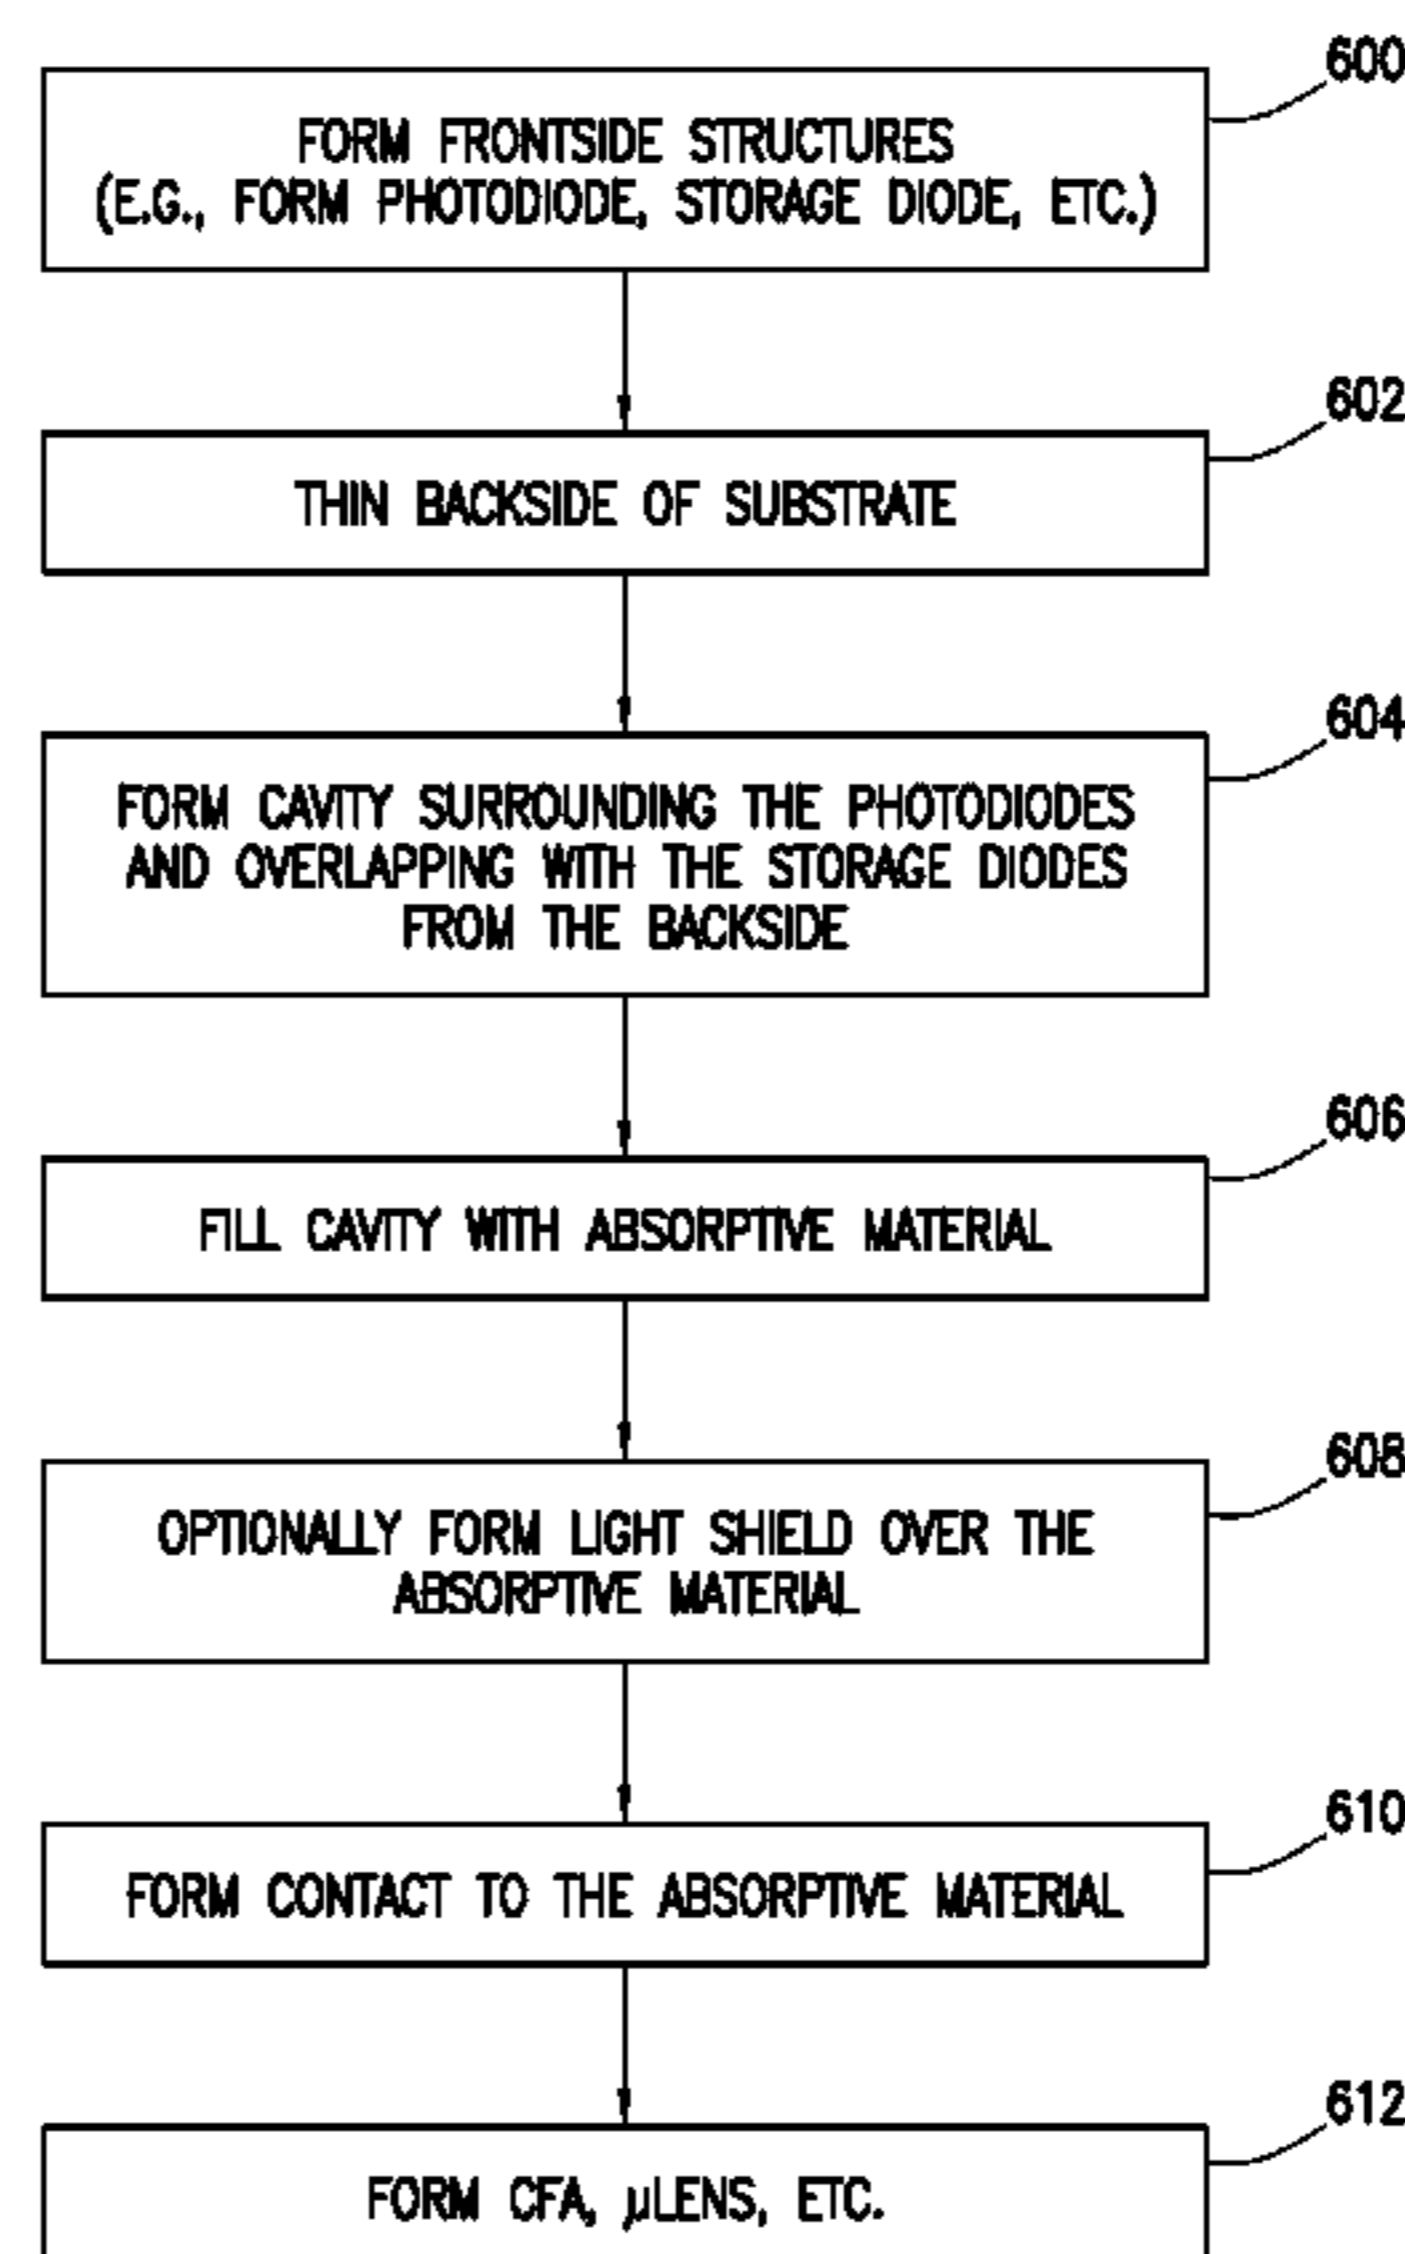 600
FORM FRONTSIDE STRUCTURES
(E.G., FORM PHOTODIODE, STORAGE DIODE, ETC.)
602
THIN BACKSIDE OF SUBSTRATE
604
FORM CAVITY SURROUNDING THE PHOTODIODES
AND OVERLAPPING WITH THE STORAGE DIODES
FROM THE BACKSIDE
606
FILL CAVITY WITH ABSORPTIVE MATERIAL
608
OPTIONALLY FORM LIGHT SHIELD OVER THE
ABSORPTIVE MATERIAL
610
FORM CONTACT TO THE ABSORPTIVE MATERIAL
612
FORM CFA, μLENS, ETC.